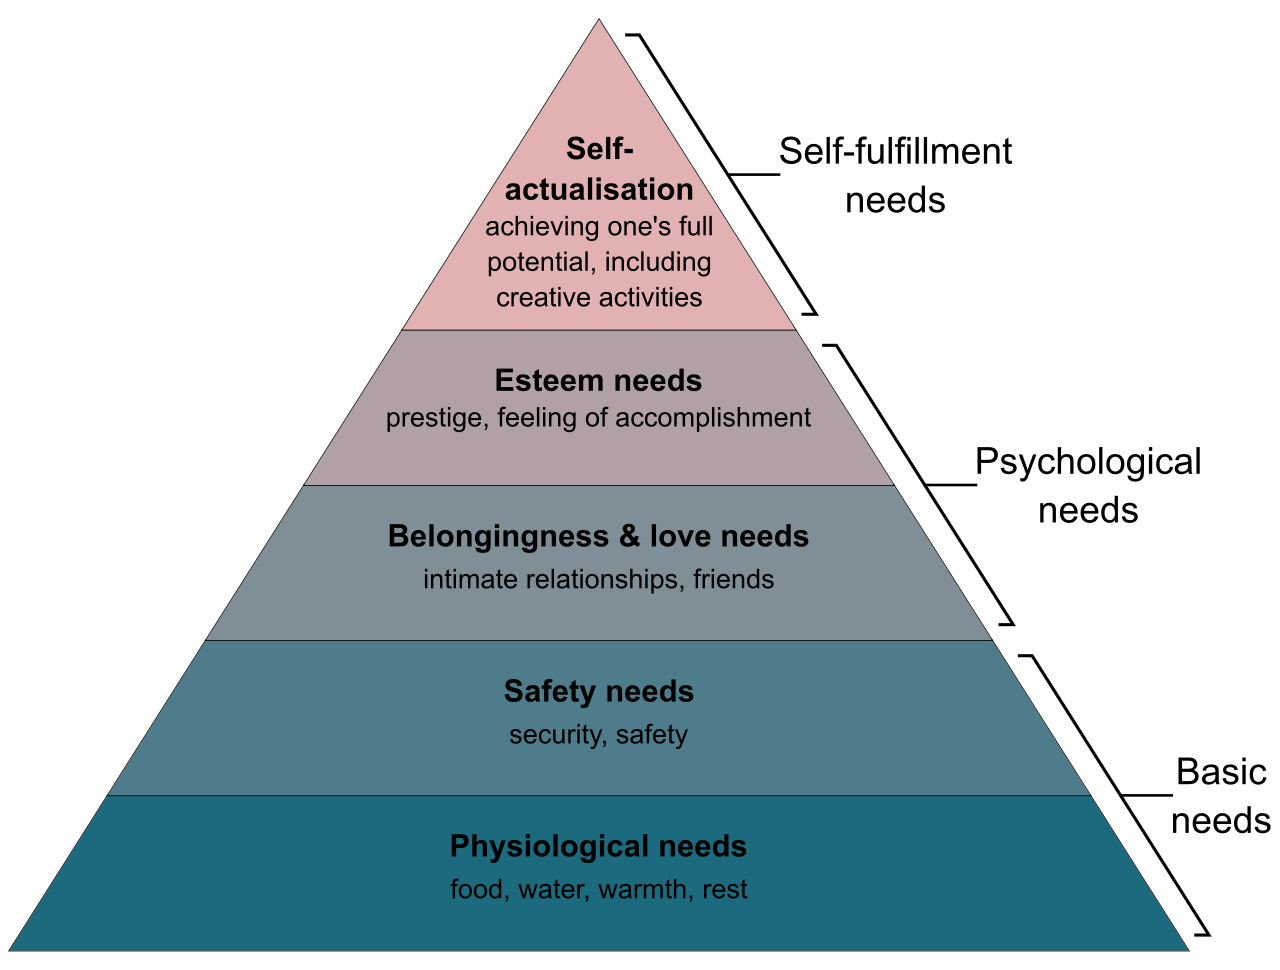 Self-
actualisation
achieving one's full
potential, including
creative activities
Self-fulfillment
needs
Esteem needs
prestige, feeling of accomplishment
Psychological
needs
Belongingness & love needs
intimate relationships, friends
Safety needs
security, safety
Basic
needs
Physiological needs
food, water, warmth, rest